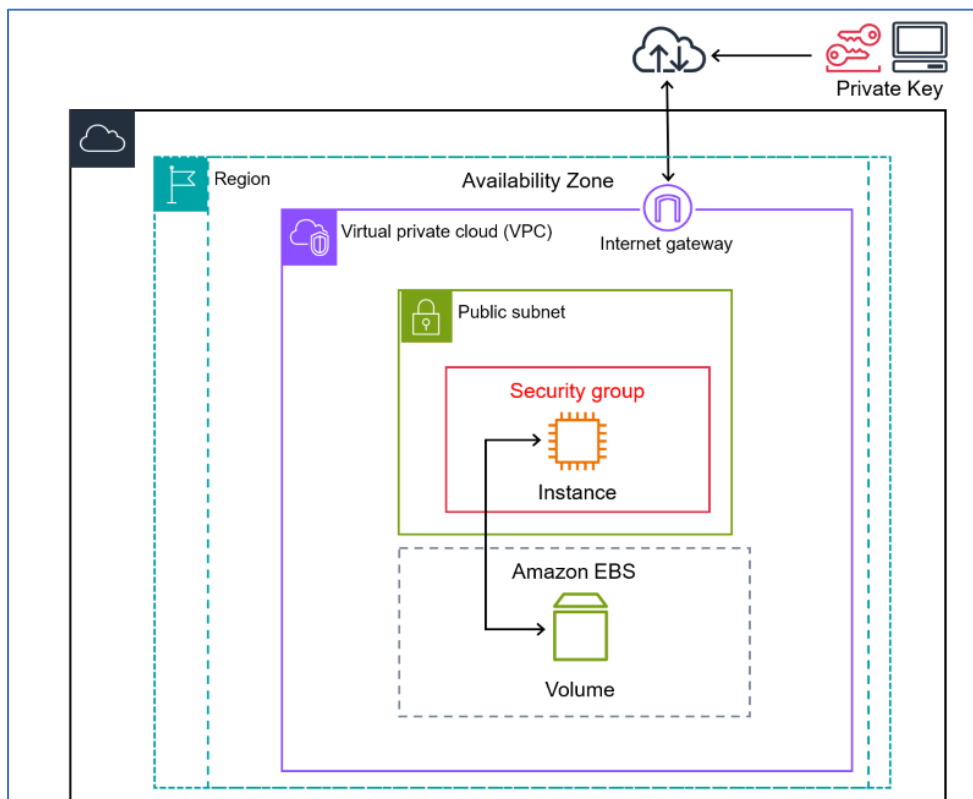 Private Key
Region
Availability Zone
Virtual private cloud (VPC)
Internet gateway
Public subnet
Security group
Instance
Amazon EBS
Volume